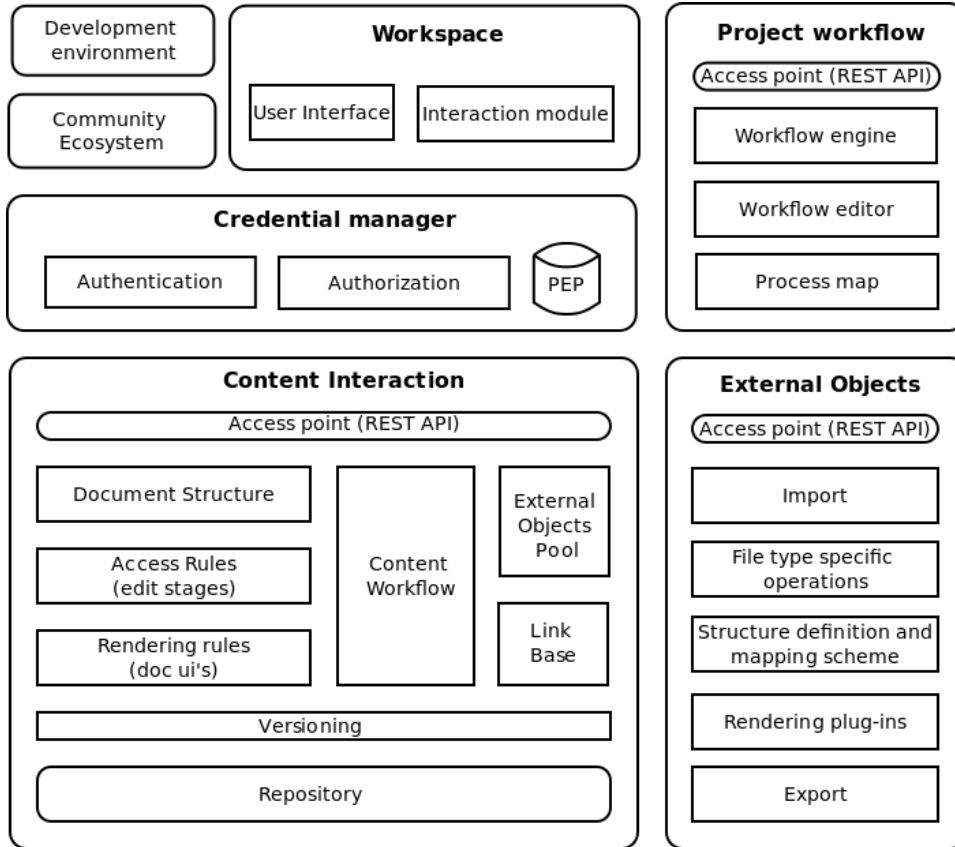 Development
environment
Community
Ecosystem
Workspace
User Interface
Interaction module
Project workflow
Access point (REST API)
Workflow engine
Workflow editor
Process map
Credential manager
Authentication
Authorization
PEP
Content Interaction
Access point (REST API)
Document Structure
Access Rules
(edit stages)
Rendering rules
(doc ui's)
Content
Workflow
External
Objects
Pool
Link
Base
Versioning
Repository
External Objects
Access point (REST API)
Import
File type specific
operations
Structure definition and
mapping scheme
Rendering plug-ins
Export